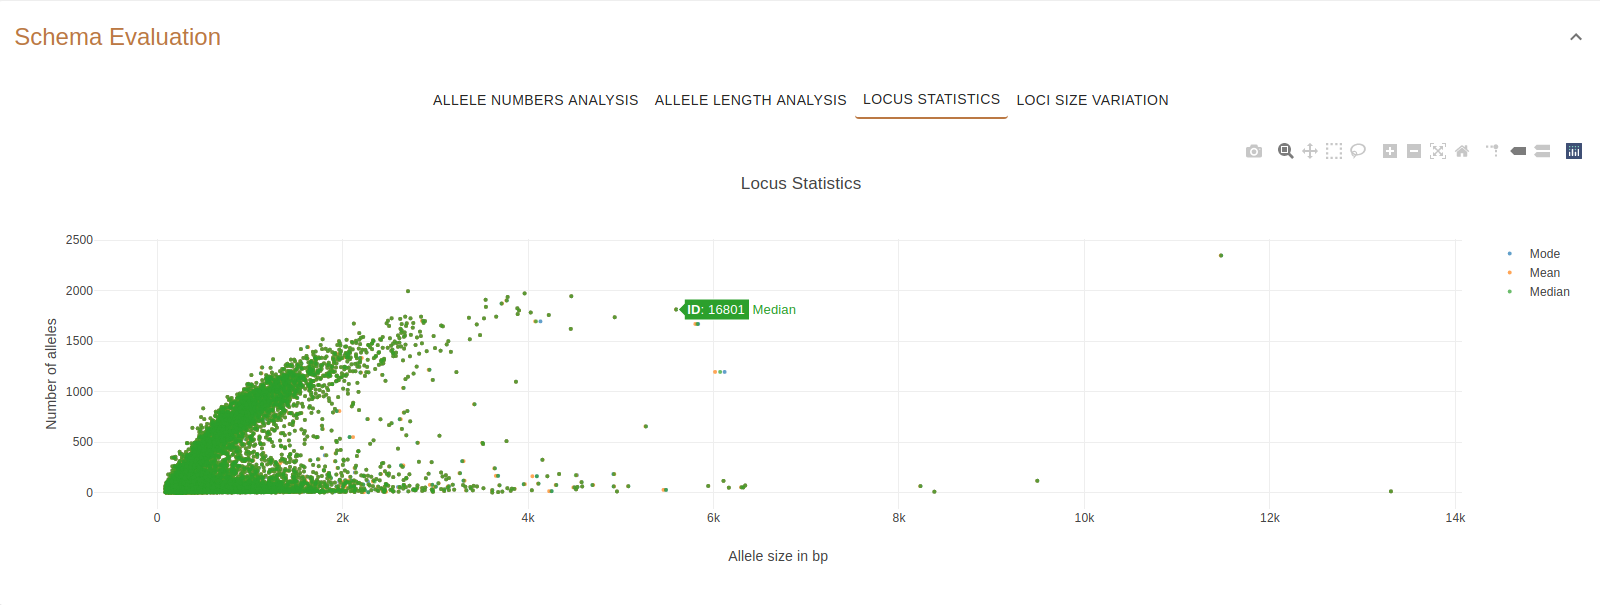 Schema Evaluation
ALLELE NUMBERS ANALYSIS ALLELE LENGTH ANALYSIS LOCUS STATISTICS LOCI SIZE VARIATION
Locus Statistics
2500
2000
1500
1000
500
0
Number of alleles
ID: 16801 Median
Mode
Mean
Median
0 2k 4k 6k 8k 10k 12k 14k
Allele size in bp